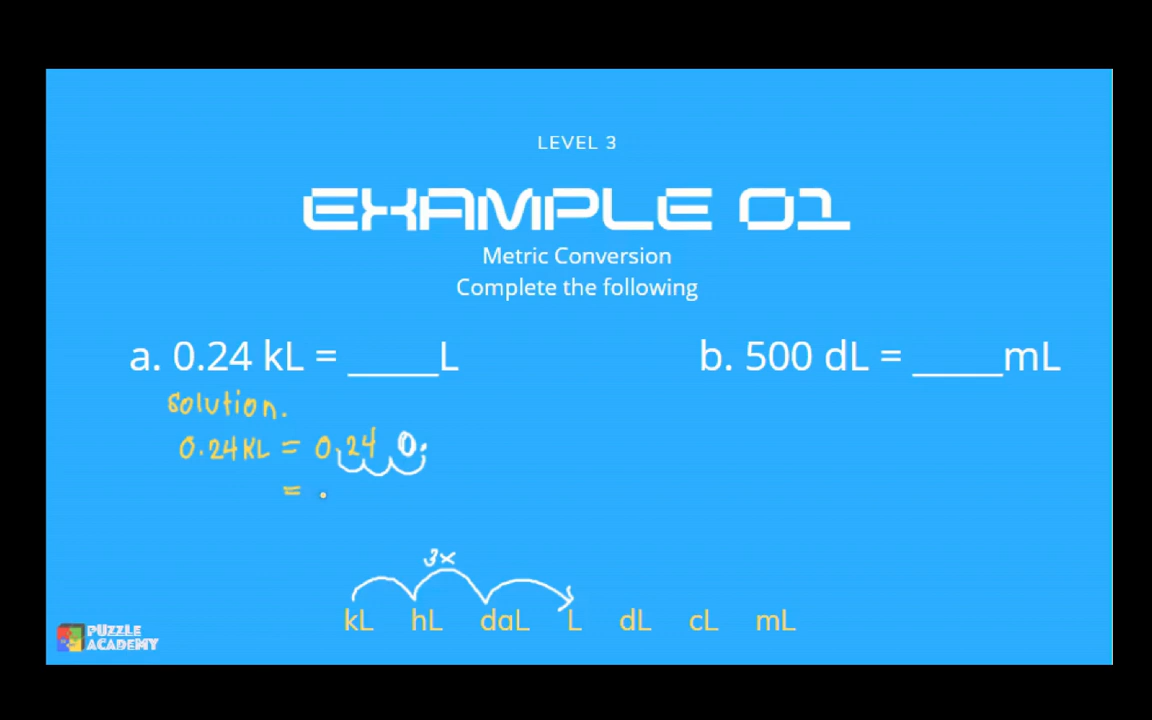 LEVEL 3
EXAMPLE 01
Metric Conversion
Complete the following
a. 0.24 kL = _____L
b. 500 dL = _____mL
solution.
0.24KL = 0.24 0.
=
3x
kL hL daL L dL cL mL
PUZZLE
ACADEMY